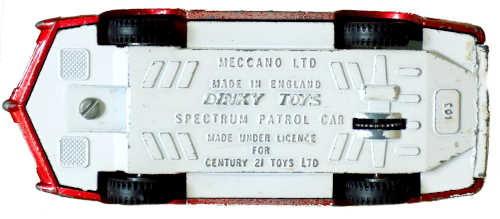 MECCANO LTD
MADE IN ENGLAND
DINKY TOYS
SPECTRUM PATROL CAR
MADE UNDER LICENCE
FOR
CENTURY 21 TOYS LTD
103